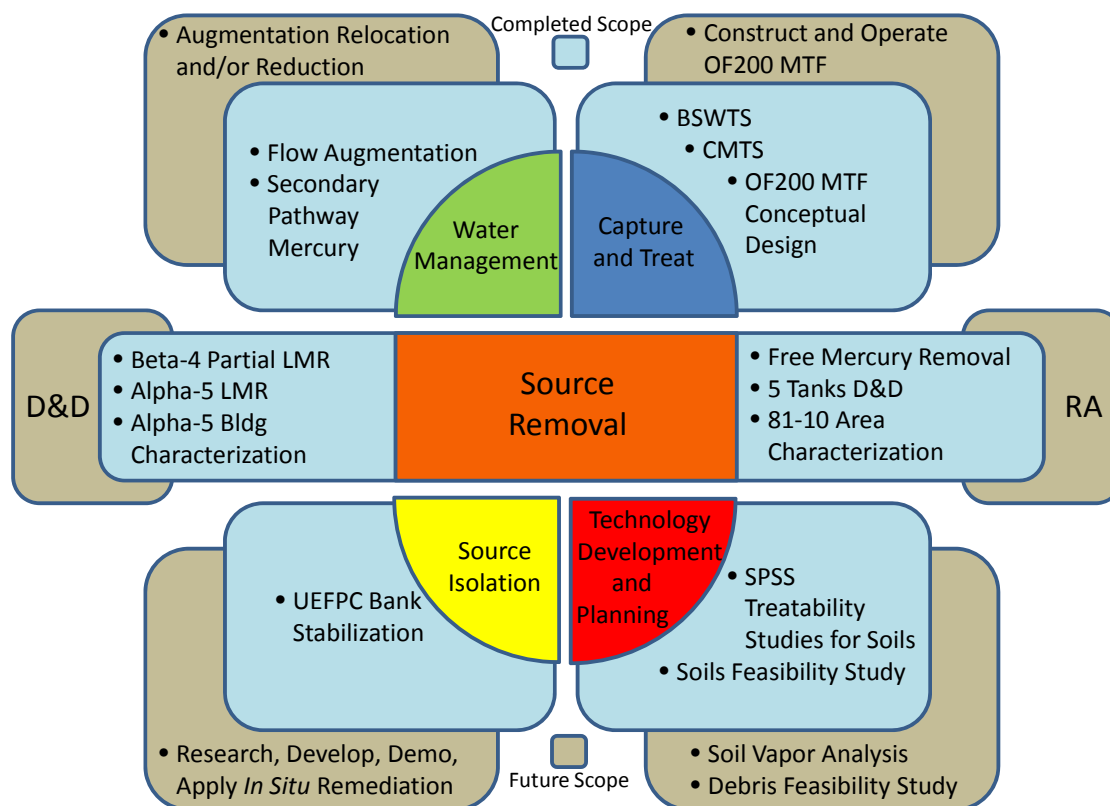 • Augmentation Relocation
and/or Reduction
Completed Scope
• Construct and Operate
OF200 MTF
• Flow Augmentation
• Secondary
Pathway
Mercury
Water
Management
Capture
and Treat
• BSWTS
• CMTS
• OF200 MTF
Conceptual
Design
D&D
• Beta-4 Partial LMR
• Alpha-5 LMR
• Alpha-5 Bldg
Characterization
Source
Removal
• Free Mercury Removal
• 5 Tanks D&D
• 81-10 Area
Characterization
RA
• UEFPC Bank
Stabilization
Source
Isolation
Technology
Development
and
Planning
• SPSS
Treatability
Studies for Soils
• Soils Feasibility Study
• Research, Develop, Demo,
Apply In Situ Remediation
Future Scope
• Soil Vapor Analysis
• Debris Feasibility Study